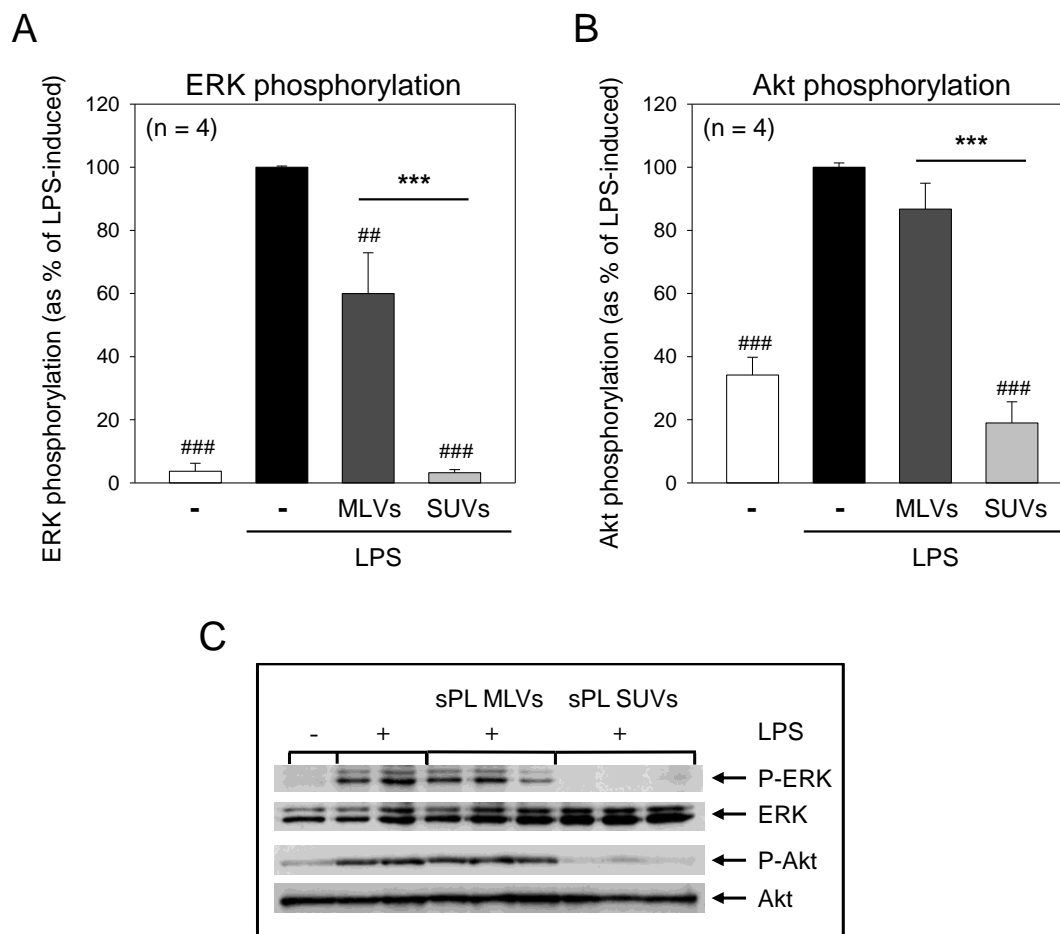 A
ERK phosphorylation
ERK phosphorylation (as % of LPS-induced)
120
100
80
60
40
20
0
(n = 4)
###
##
***
###
-
-
MLVs
SUVs
LPS
B
Akt phosphorylation
Akt phosphorylation (as % of LPS-induced)
120
100
80
60
40
20
0
(n = 4)
###
***
###
-
-
MLVs
SUVs
LPS
C
sPL MLVs
sPL SUVs
-
+
+
+
LPS
P-ERK
ERK
P-Akt
Akt